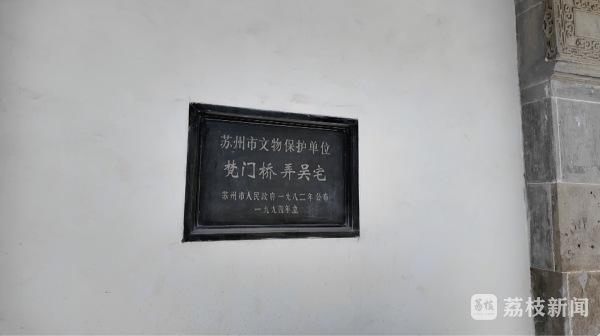 苏州市文物保护单位
梵门桥弄吴宅
苏州市人民政府一九八二年公布
一九九四年立
荔枝
荔枝新闻